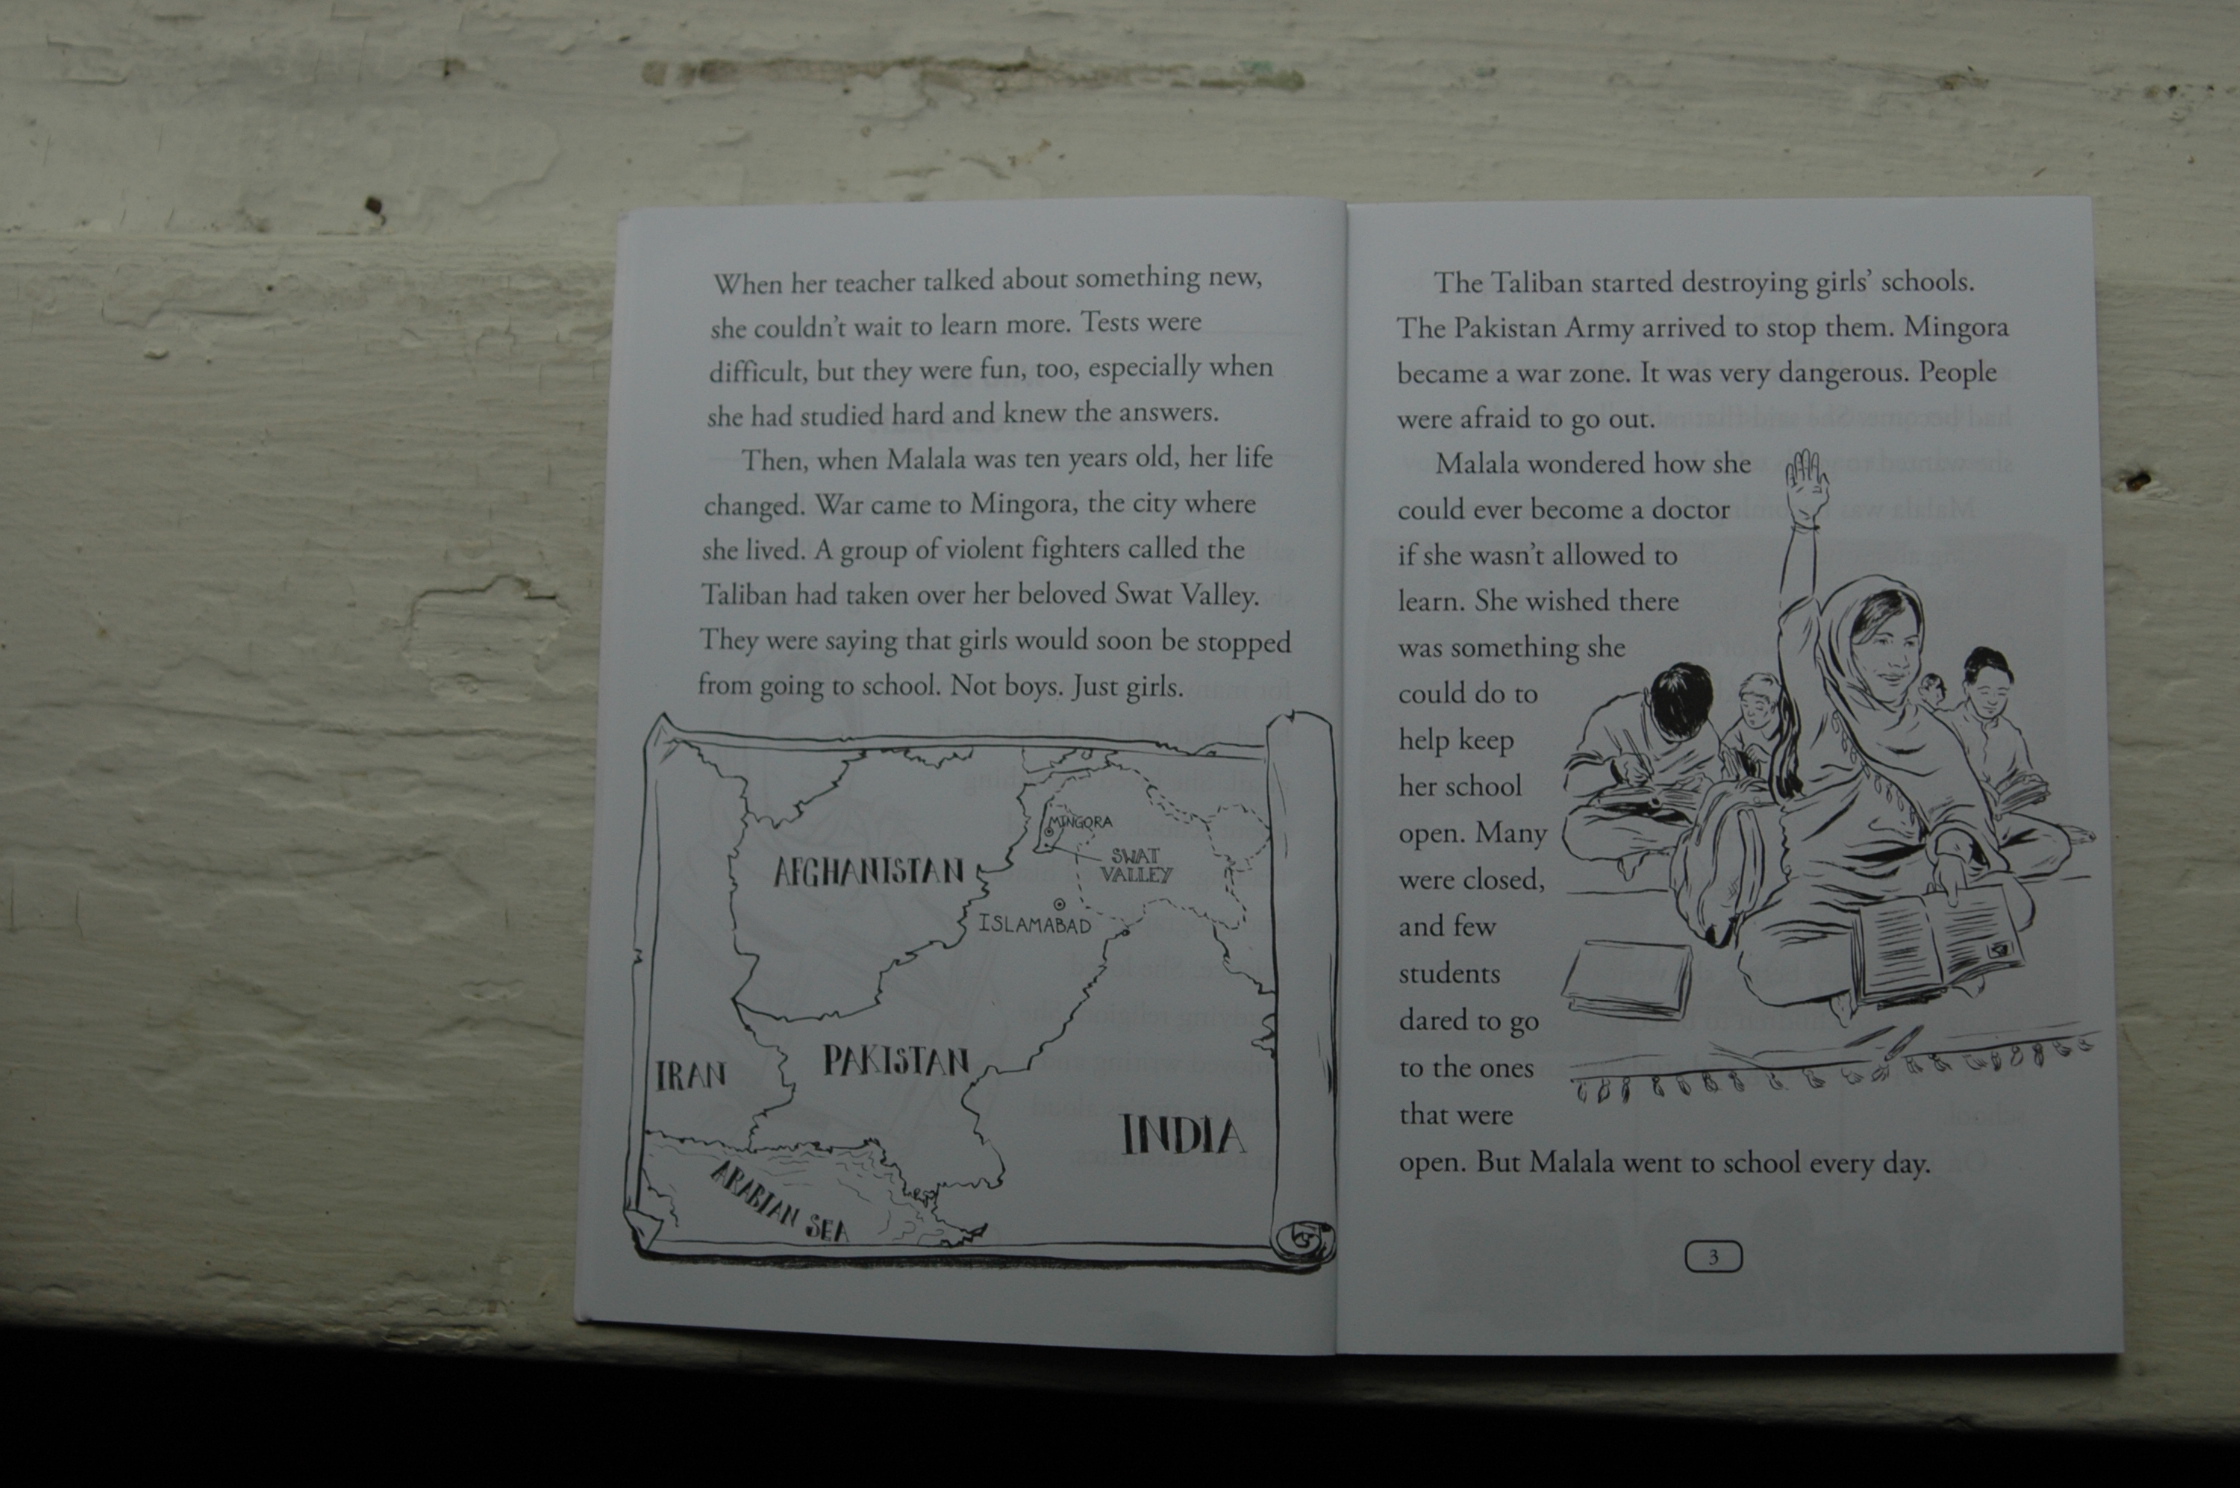 When her teacher talked about something new,
she couldn't wait to learn more. Tests were
difficult, but they were fun, too, especially when
she had studied hard and knew the answers.
Then, when Malala was ten years old, her life
changed. War came to Mingora, the city where
she lived. A group of violent fighters called the
Taliban had taken over her beloved Swat Valley.
They were saying that girls would soon be stopped
from going to school. Not boys. Just girls.
MINGORA
AFGHANISTAN
SWAT
VALLEY
ISLAMABAD
IRAN
PAKISTAN
INDIA
ARABIAN SEA
The Taliban started destroying girls' schools.
The Pakistan Army arrived to stop them. Mingora
became a war zone. It was very dangerous. People
were afraid to go out.
Malala wondered how she
could ever become a doctor
if she wasn't allowed to
learn. She wished there
was something she
could do to
help keep
her school
open. Many
were closed,
and few
students
dared to go
to the ones
that were
open. But Malala went to school every day.
3